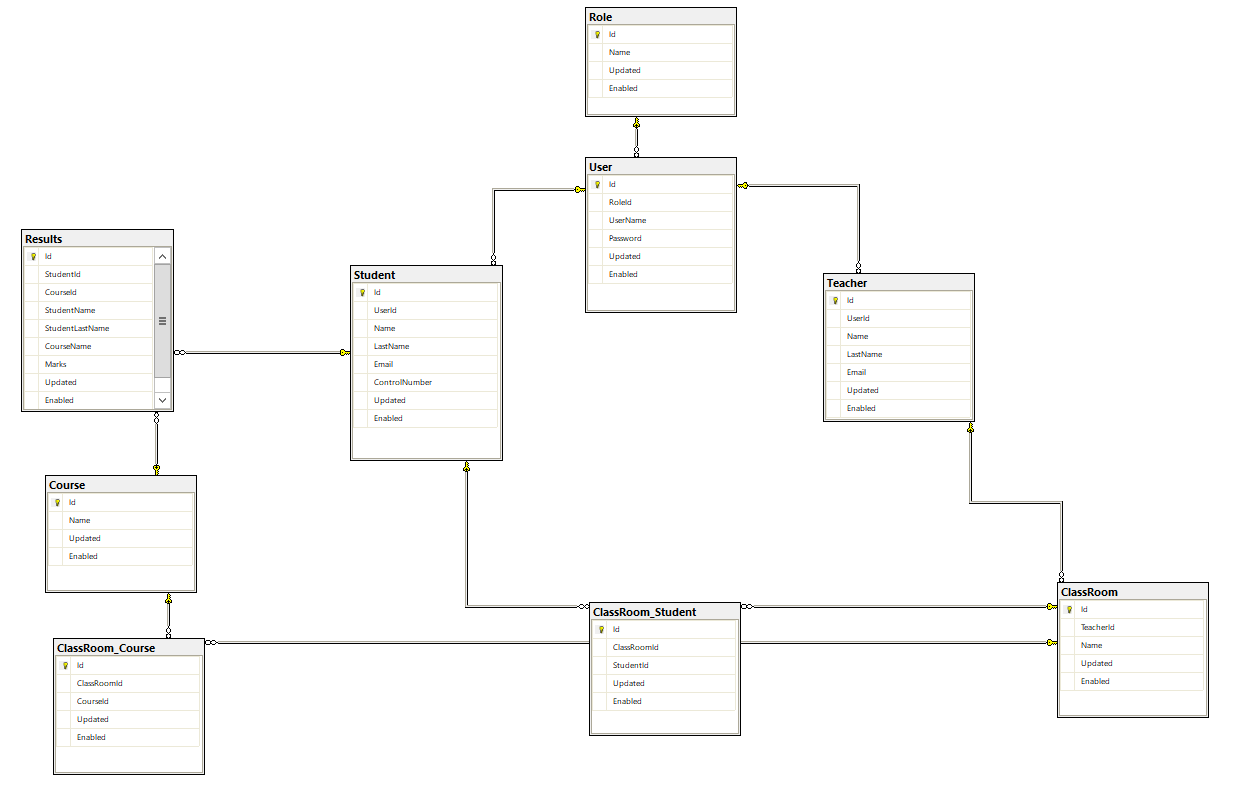 Role
Id
Name
Updated
Enabled
User
Id
RoleId
UserName
Password
Updated
Enabled
Results
Id
StudentId
CourseId
StudentName
StudentLastName
CourseName
Marks
Updated
Enabled
Student
Id
UserId
Name
LastName
Email
ControlNumber
Updated
Enabled
Teacher
Id
UserId
Name
LastName
Email
Updated
Enabled
Course
Id
Name
Updated
Enabled
ClassRoom_Course
Id
ClassRoomId
CourseId
Updated
Enabled
ClassRoom_Student
Id
ClassRoomId
StudentId
Updated
Enabled
ClassRoom
Id
TeacherId
Name
Updated
Enabled